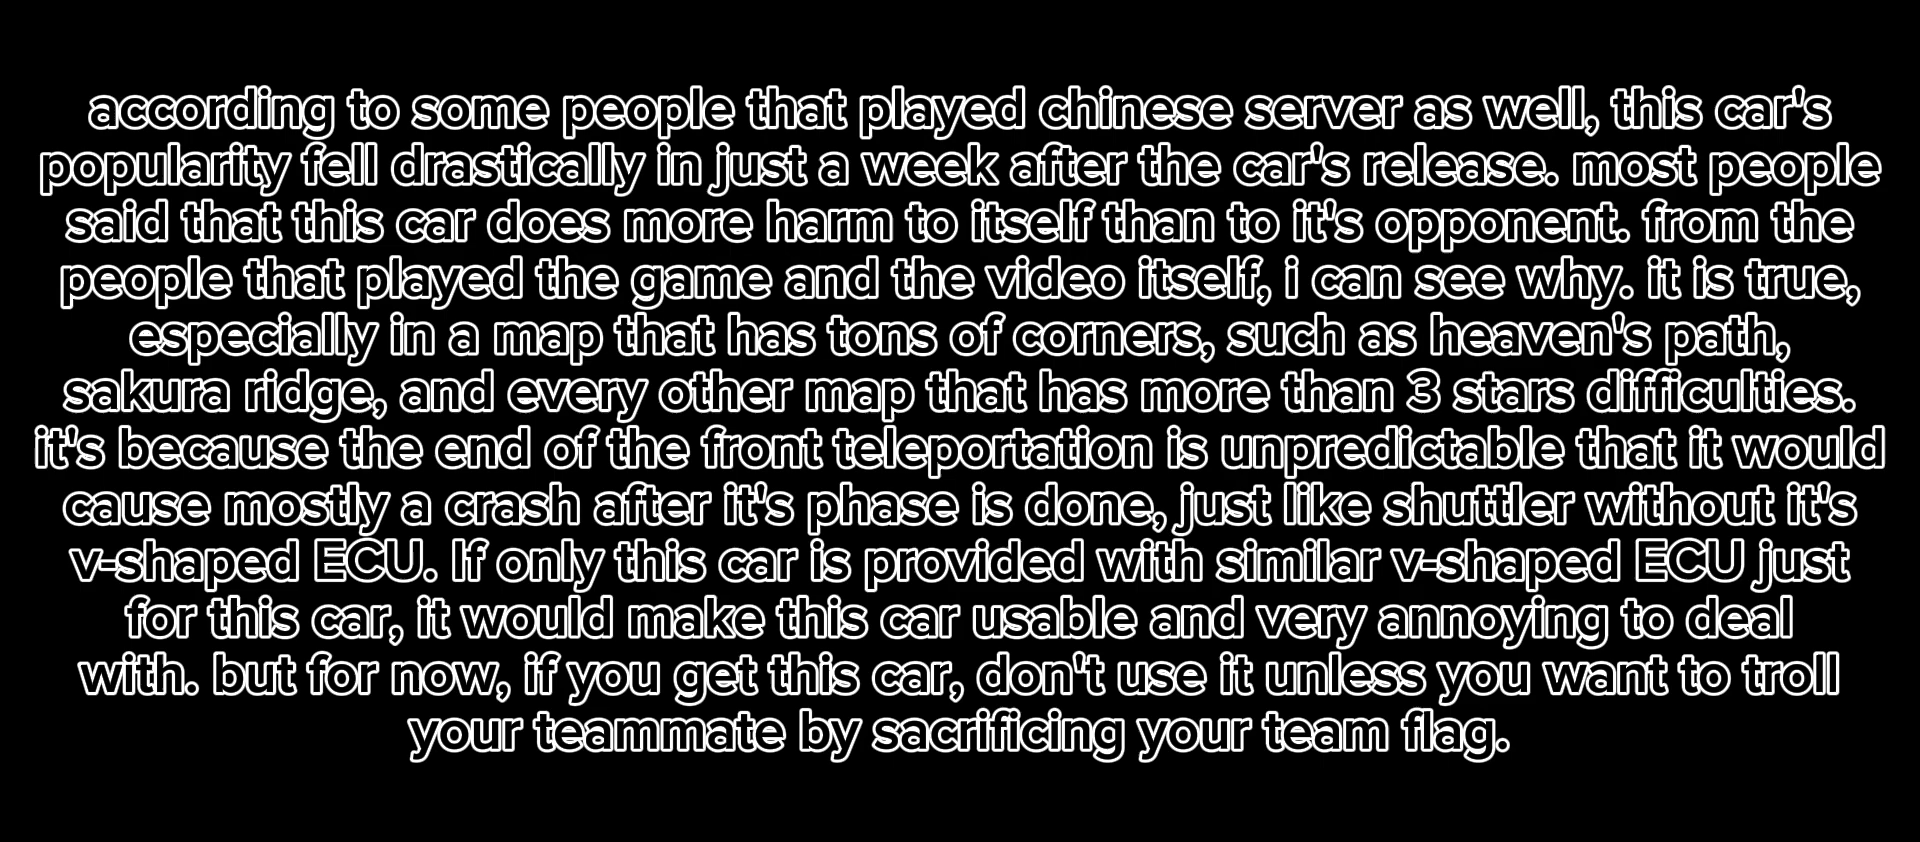 according to some people that played chinese server as well, this car's
popularity fell drastically in just a week after the car's release. most people
said that this car does more harm to itself than to it's opponent. from the
people that played the game and the video itself, i can see why. it is true,
especially in a map that has tons of corners, such as heaven's path,
sakura ridge, and every other map that has more than 3 stars difficulties.
it's because the end of the front teleportation is unpredictable that it would
cause mostly a crash after it's phase is done, just like shuttler without it's
v-shaped ECU. If only this car is provided with similar v-shaped ECU just
for this car, it would make this car usable and very annoying to deal
with. but for now, if you get this car, don't use it unless you want to troll
your teammate by sacrificing your team flag.